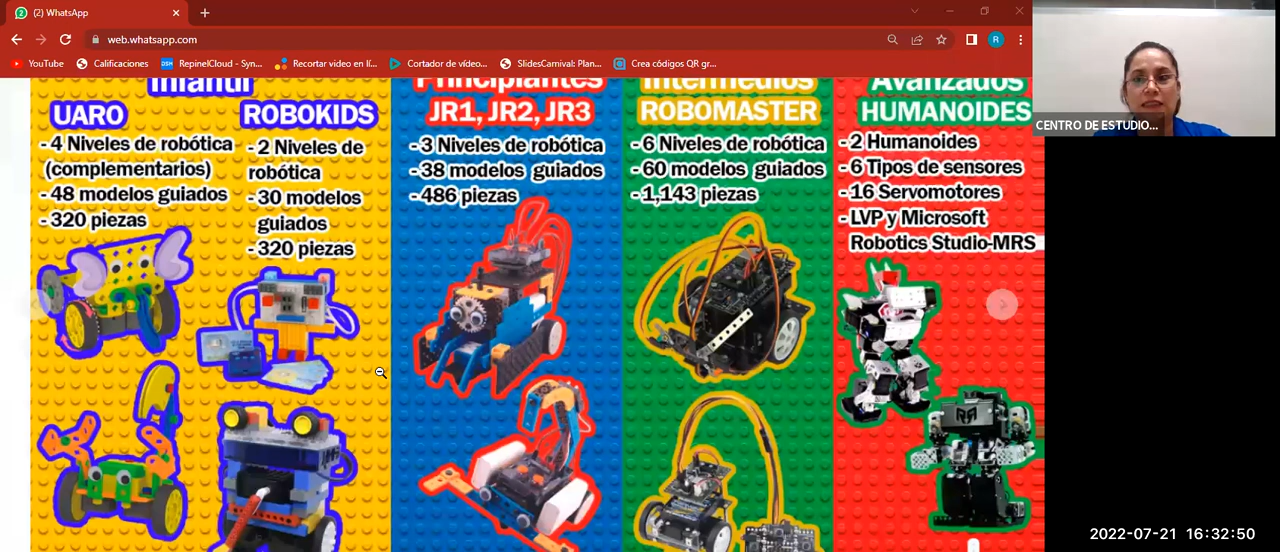 (2) WhatsApp
web.whatsapp.com
R
YouTube
Calificaciones
DSM
RepinelCloud - Syn...
Recortar video en lí...
Cortador de vídeo...
SlidesCarnival: Plan...
Crea códigos QR gr...
CENTRO DE ESTUDIO...
Infantil
UARO
- 4 Niveles de robótica
(complementarios)
- 48 modelos guiados
- 320 piezas
ROBOKIDS
- 2 Niveles de
robótica
- 30 modelos
guiados
- 320 piezas
Principiantes
JR1, JR2, JR3
- 3 Niveles de robótica
- 38 modelos guiados
- 486 piezas
Intermedios
ROBOMASTER
- 6 Niveles de robótica
- 60 modelos guiados
- 1,143 piezas
Avanzados
HUMANOIDES
- 2 Humanoides
- 6 Tipos de sensores
- 16 Servomotores
- LVP y Microsoft
Robotics Studio-MRS
2022-07-21 16:32:50